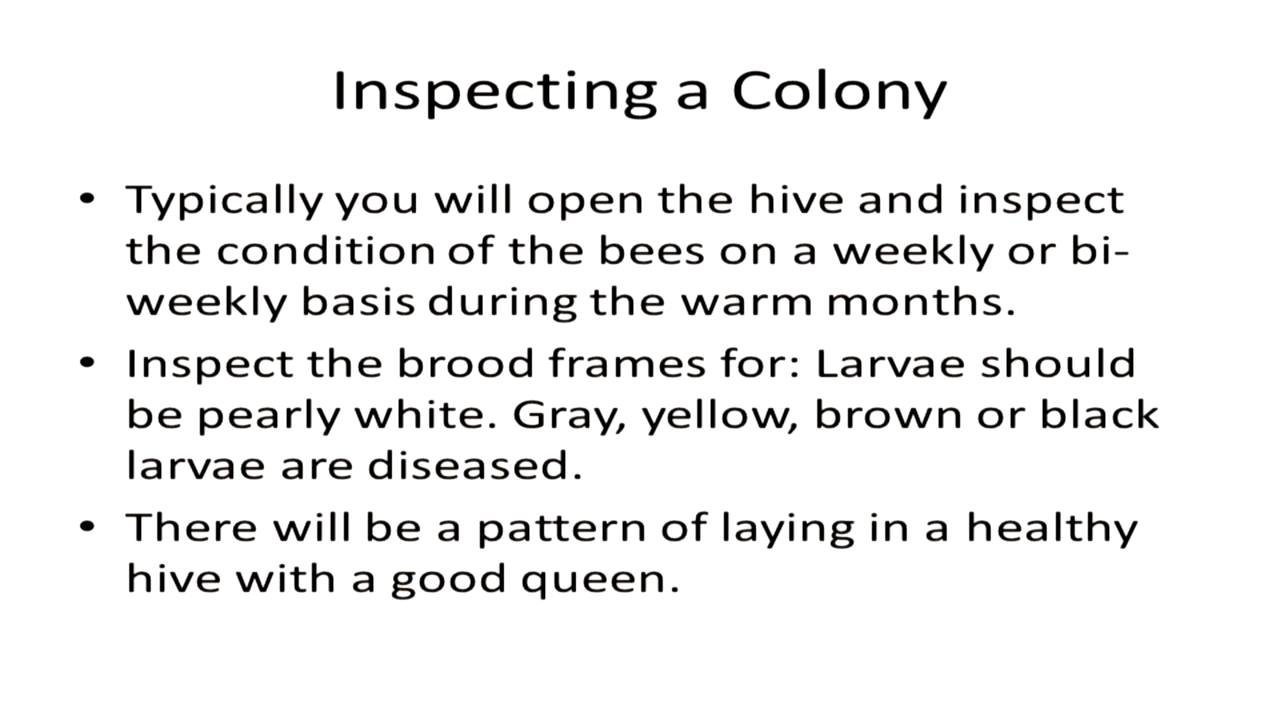 Inspecting a Colony
• Typically you will open the hive and inspect
the condition of the bees on a weekly or bi-
weekly basis during the warm months.
• Inspect the brood frames for: Larvae should
be pearly white. Gray, yellow, brown or black
larvae are diseased.
• There will be a pattern of laying in a healthy
hive with a good queen.